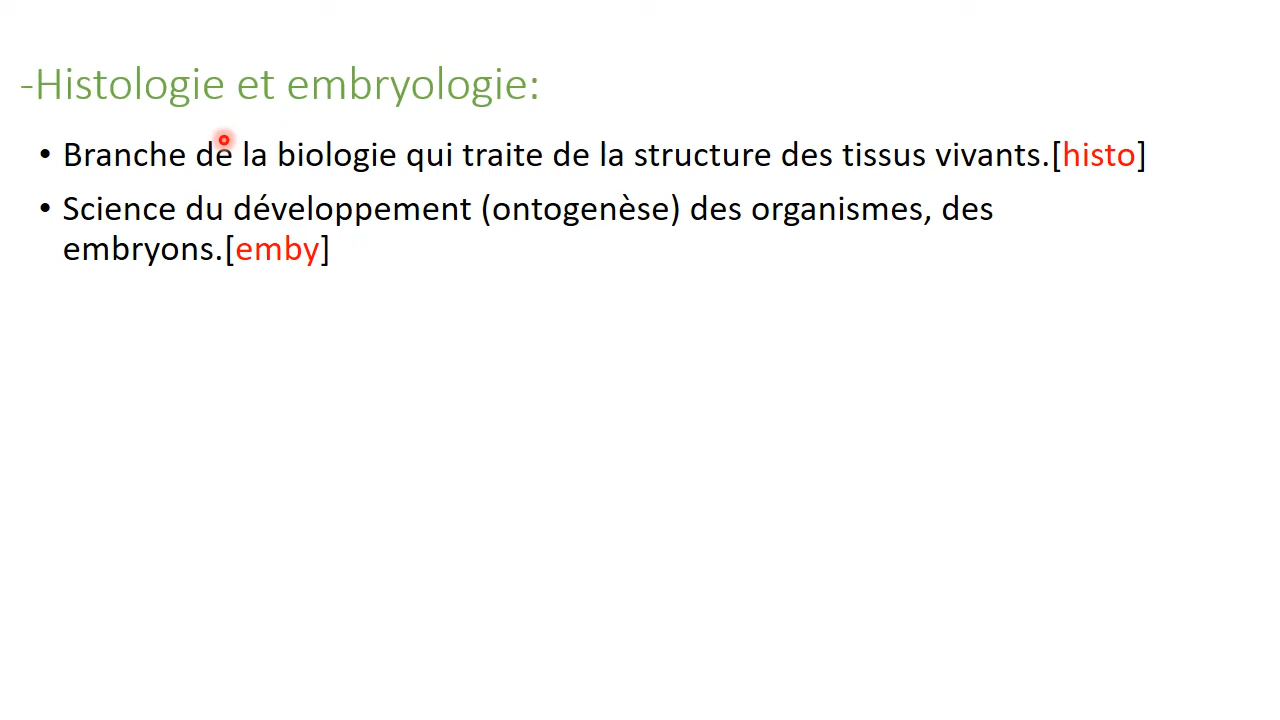 -Histologie et embryologie:
• Branche de la biologie qui traite de la structure des tissus vivants.[histo]
• Science du développement (ontogenèse) des organismes, des
embryons.[emby]